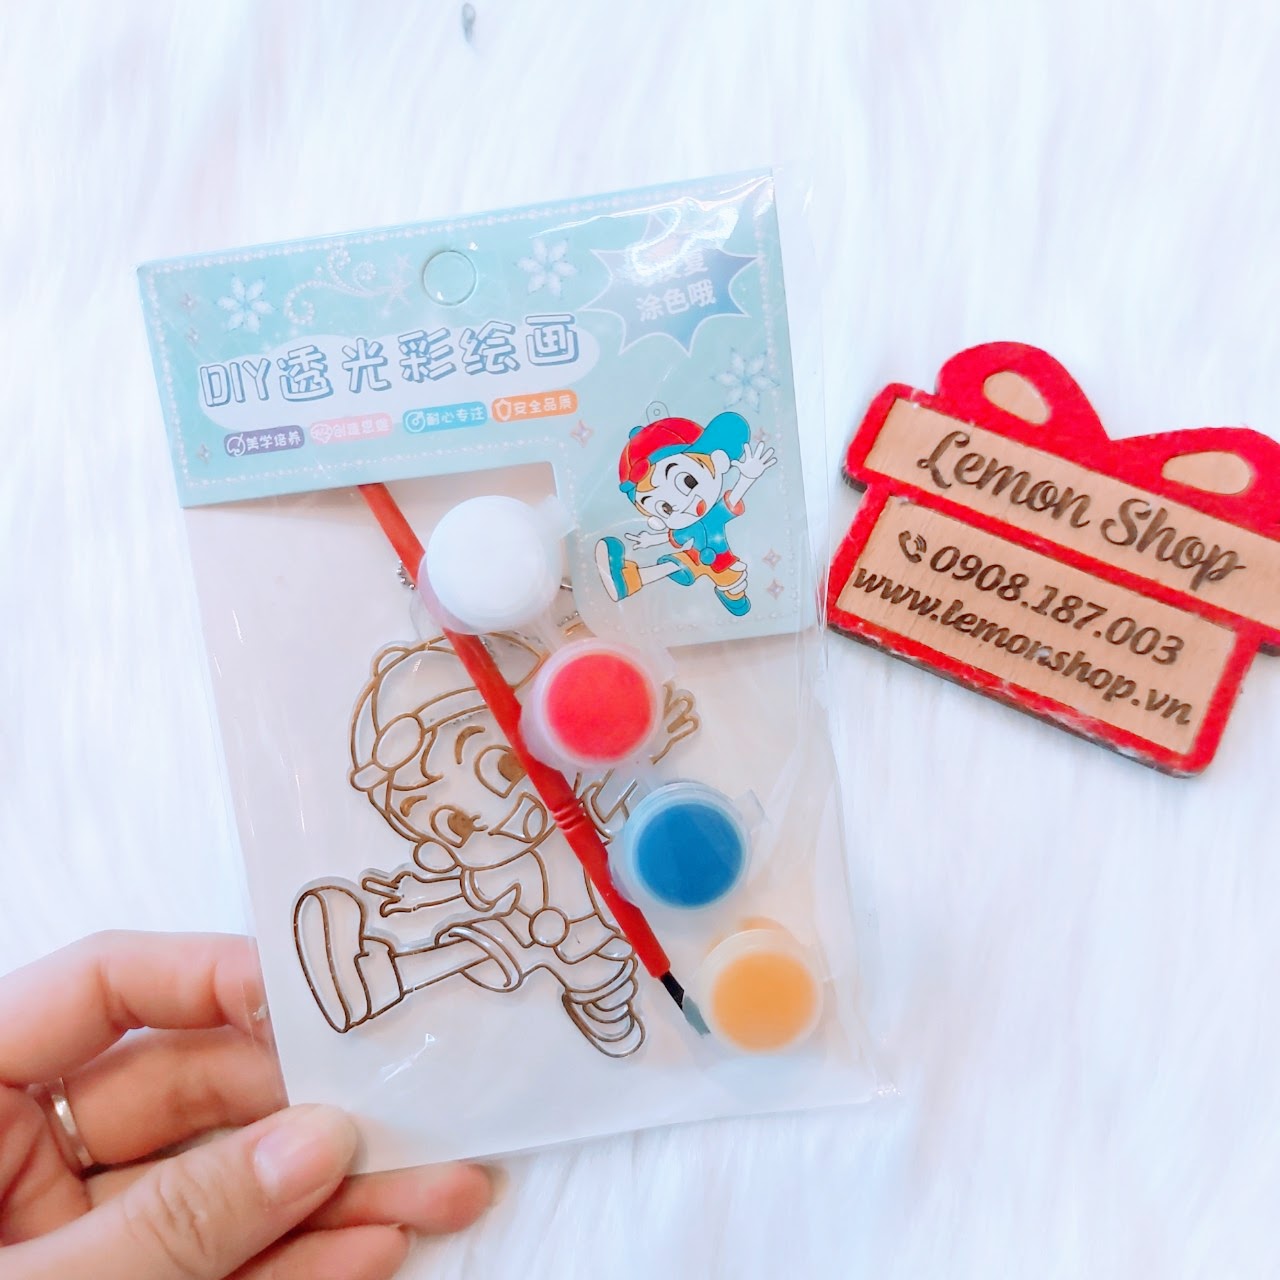 涂色哦
DIY透光彩绘画
美学培养
创造思维
耐心专注
安全品质
Lemon Shop
0908.187.003
www.lemonshop.vn